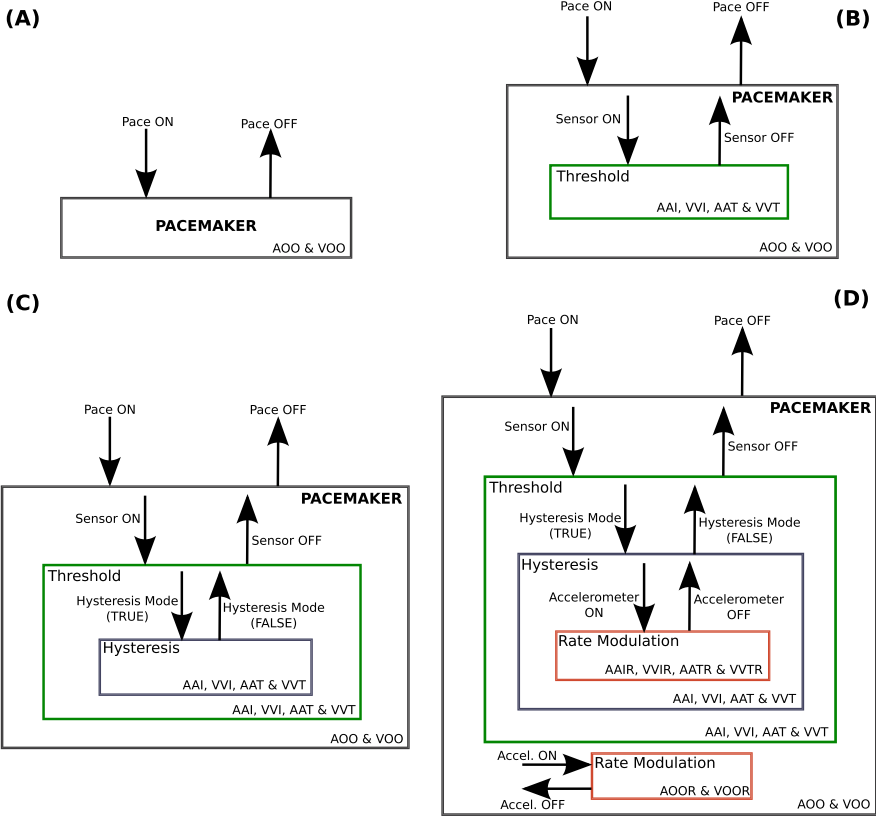 (A)
Pace ON
Pace OFF
PACEMAKER
AOO & VOO
(B)
Pace ON
Pace OFF
PACEMAKER
Sensor ON
Sensor OFF
Threshold
AAI, VVI, AAT & VVT
AOO & VOO
(C)
Pace ON
Pace OFF
PACEMAKER
Sensor ON
Sensor OFF
Threshold
Hysteresis Mode
(TRUE)
Hysteresis Mode
(FALSE)
Hysteresis
AAI, VVI, AAT & VVT
AAI, VVI, AAT & VVT
AOO & VOO
(D)
Pace ON
Pace OFF
PACEMAKER
Sensor ON
Sensor OFF
Threshold
Hysteresis Mode
(TRUE)
Hysteresis Mode
(FALSE)
Hysteresis
Accelerometer
ON
Accelerometer
OFF
Rate Modulation
AAIR, VVIR, AATR & VVTR
AAI, VVI, AAT & VVT
AAI, VVI, AAT & VVT
Accel. ON
Accel. OFF
Rate Modulation
AOOR & VOOR
AOO & VOO